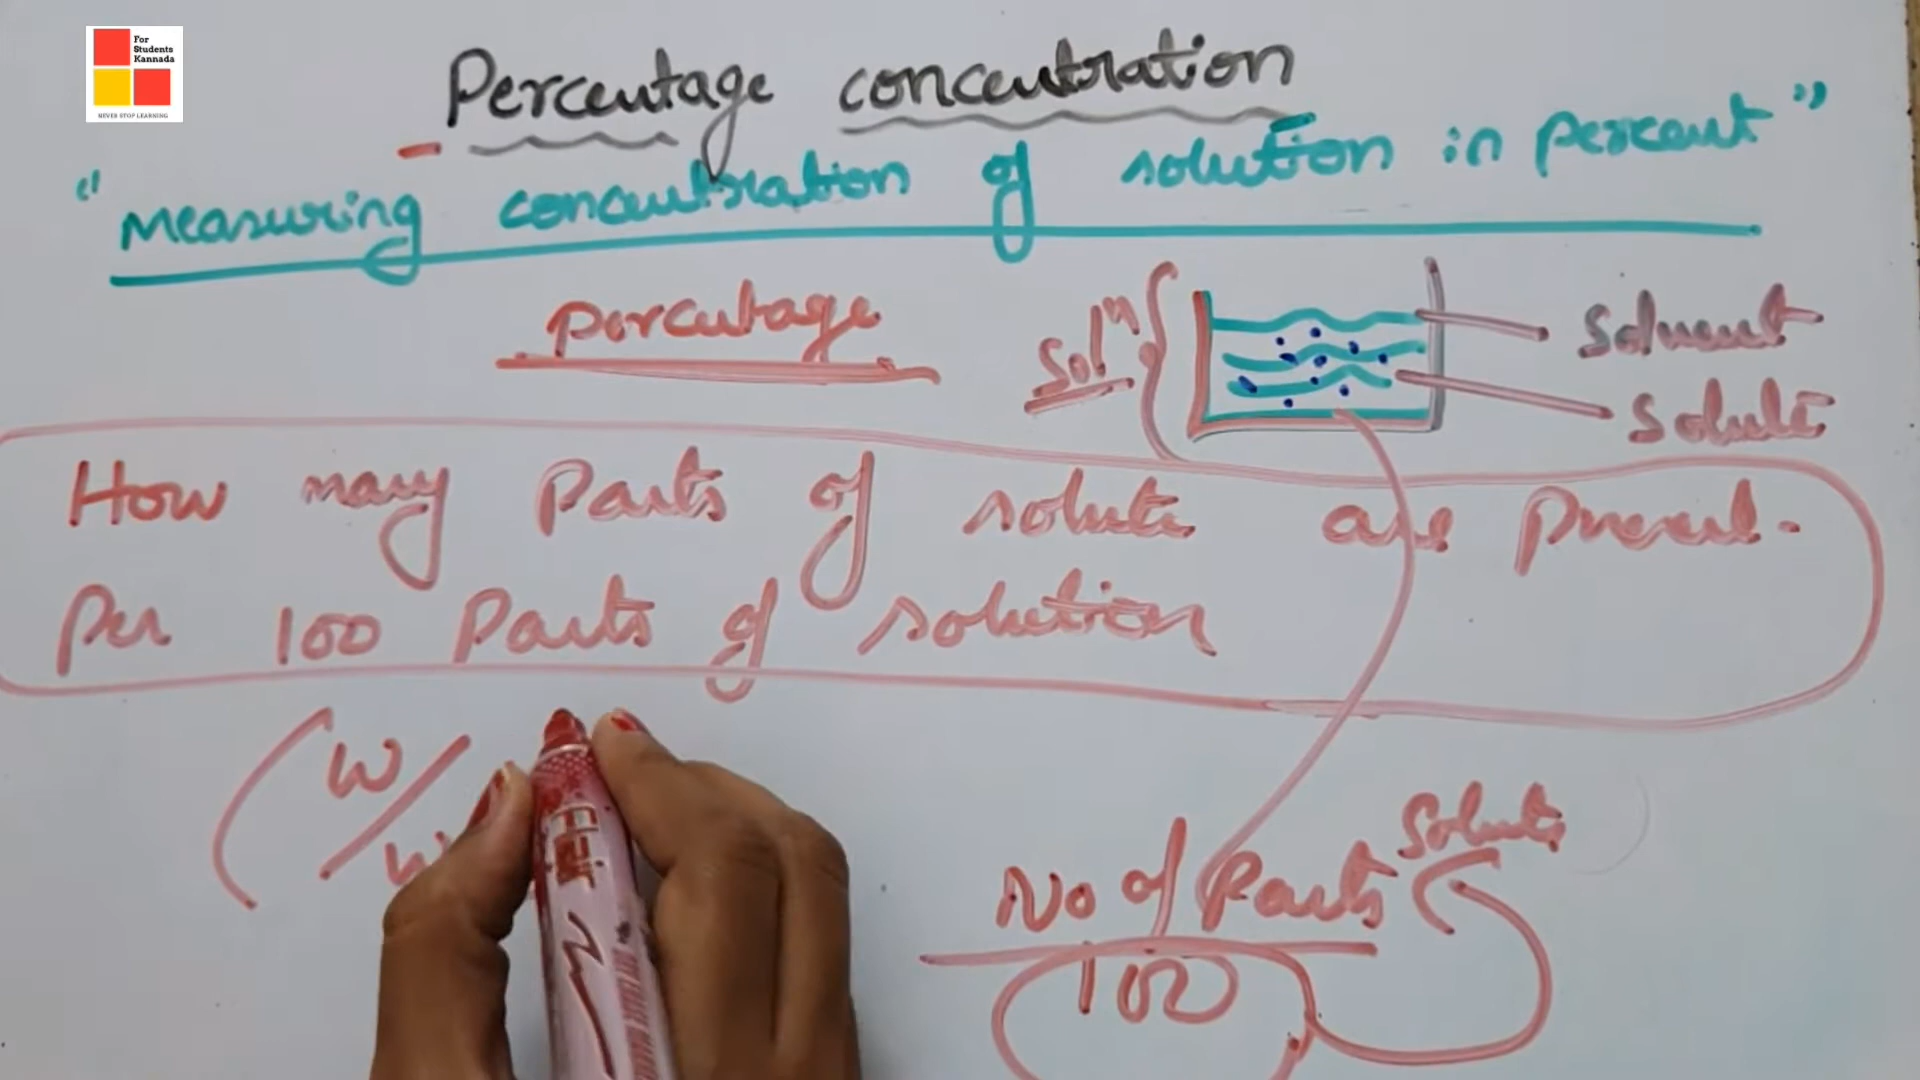 For
Students
Kannada
NEVER STOP LEARNING
Percentage concentration
"Measuring concentration of solution in percent"
percentage
Solⁿ
Solvent
Solute
How many Parts of solute are present
Per 100 Parts of solution
(W/W
No of Parts Solute
100